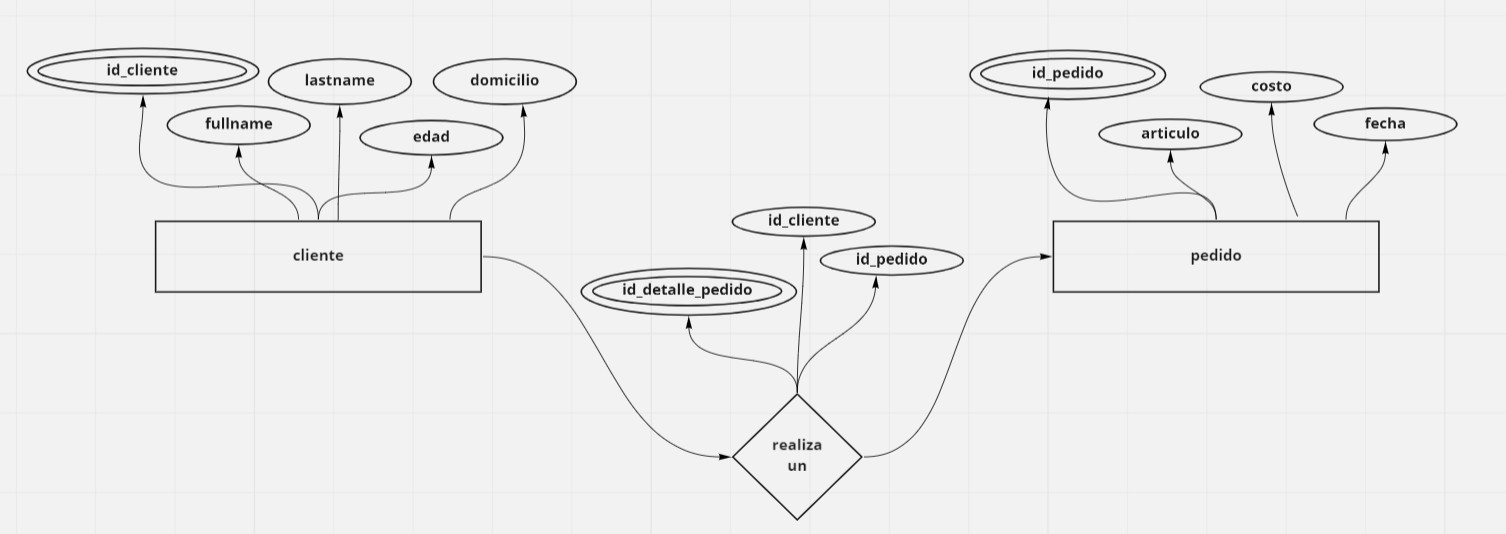 id_cliente
lastname
domicilio
fullname
edad
cliente
id_pedido
costo
articulo
fecha
pedido
id_cliente
id_pedido
id_detalle_pedido
realiza
un